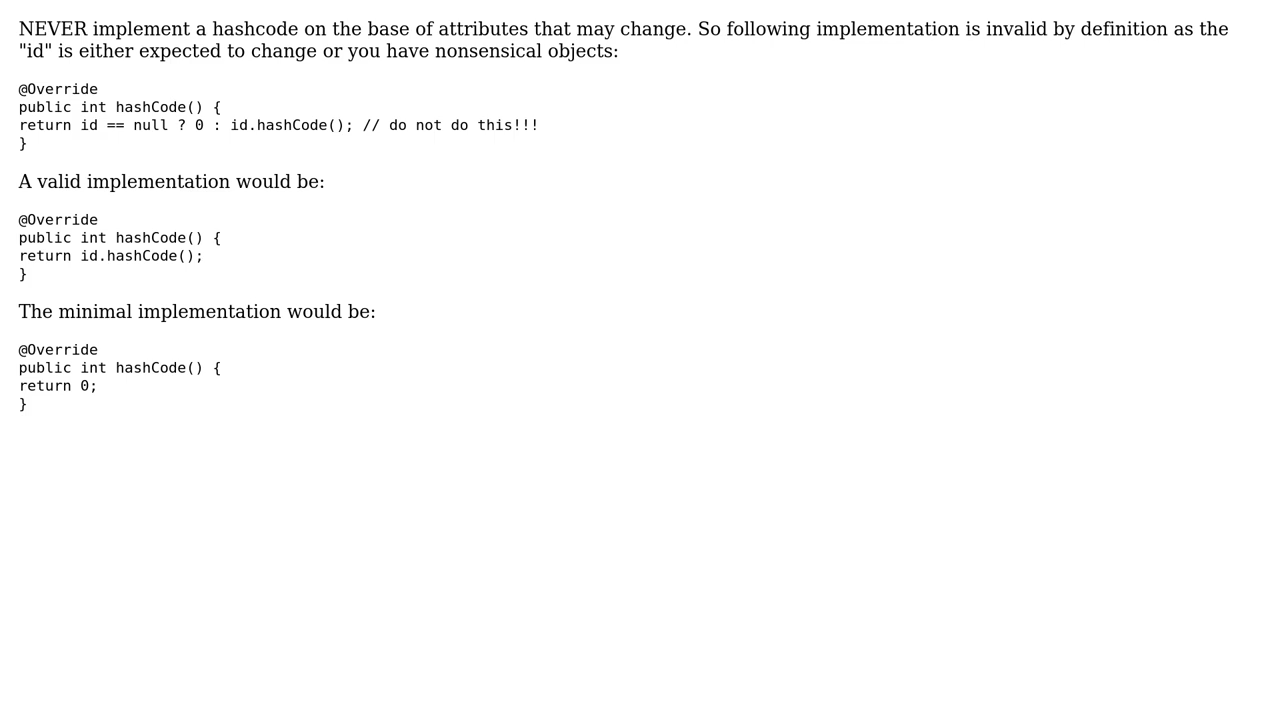 NEVER implement a hashcode on the base of attributes that may change. So following implementation is invalid by definition as the
"id" is either expected to change or you have nonsensical objects:
@Override
public int hashCode() {
return id == null ? 0 : id.hashCode(); // do not do this!!!
}
A valid implementation would be:
@Override
public int hashCode() {
return id.hashCode();
}
The minimal implementation would be:
@Override
public int hashCode() {
return 0;
}